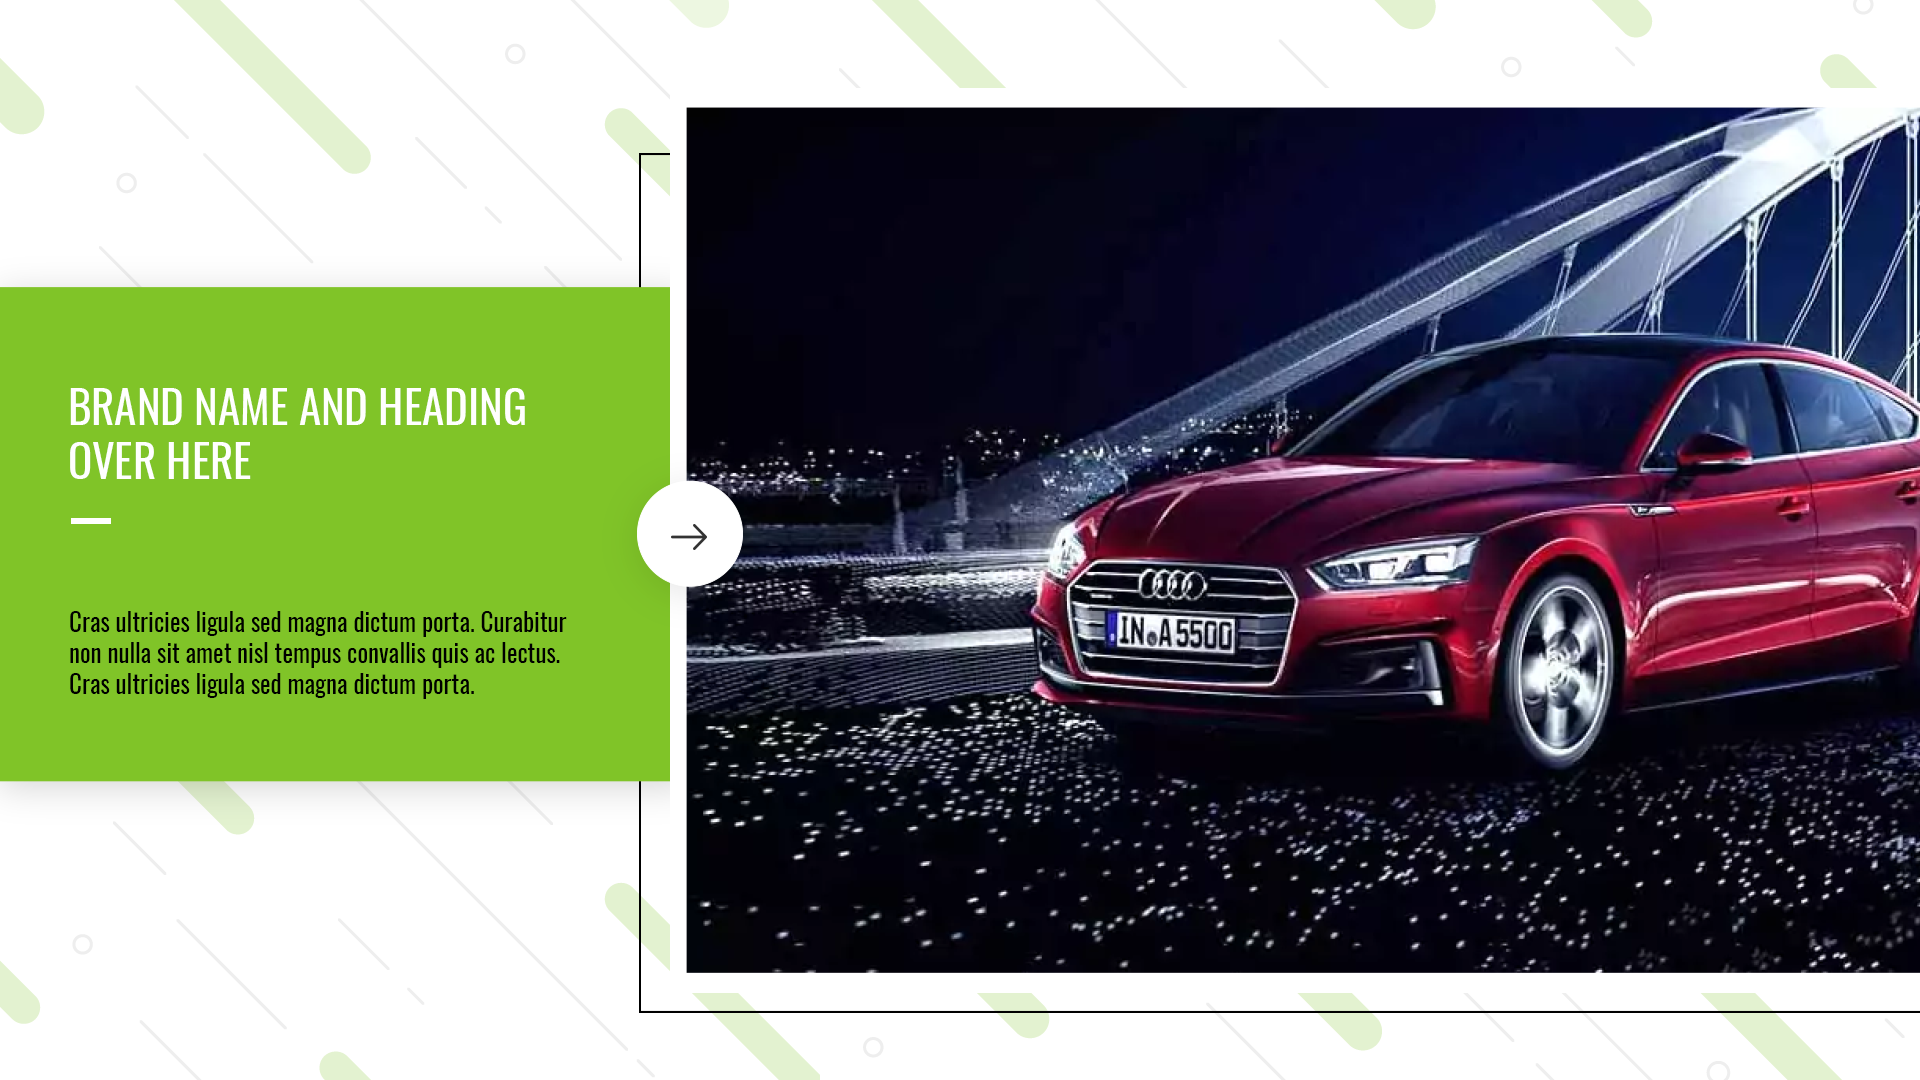 BRAND NAME AND HEADING
OVER HERE
Cras ultricies ligula sed magna dictum porta. Curabitur
non nulla sit amet nisl tempus convallis quis ac lectus.
Cras ultricies ligula sed magna dictum porta.
IN A 5500